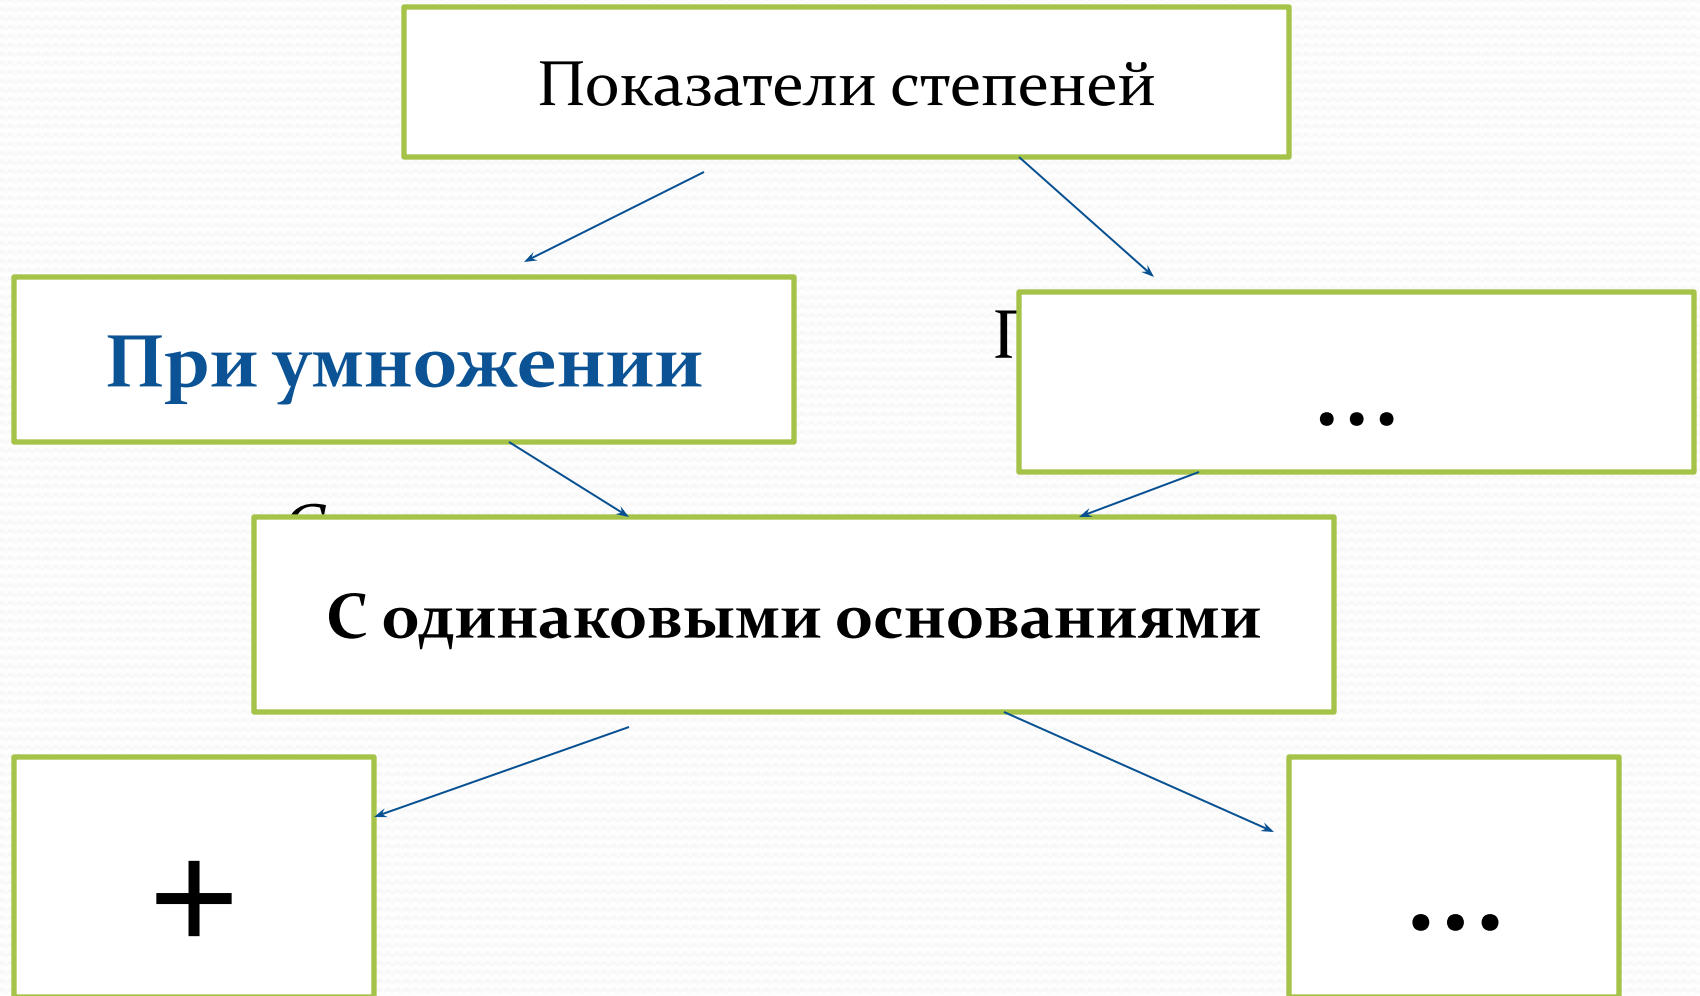 Показатели степеней
При умножении
...
С одинаковыми основаниями
+
...